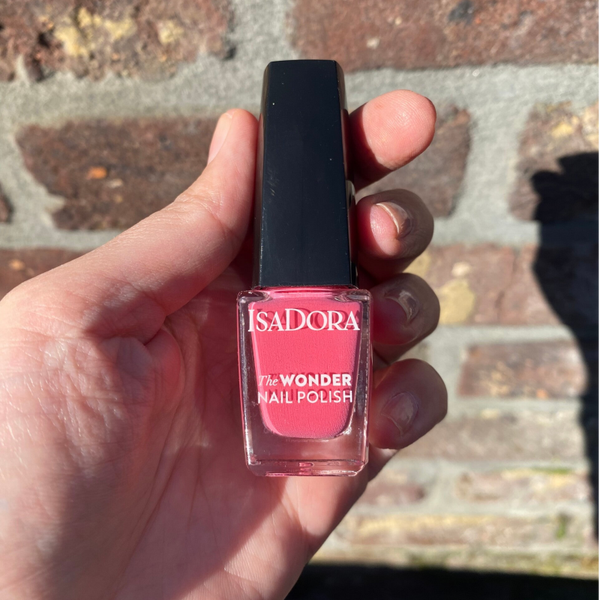 ISADORA
The WONDER
NAIL POLISH